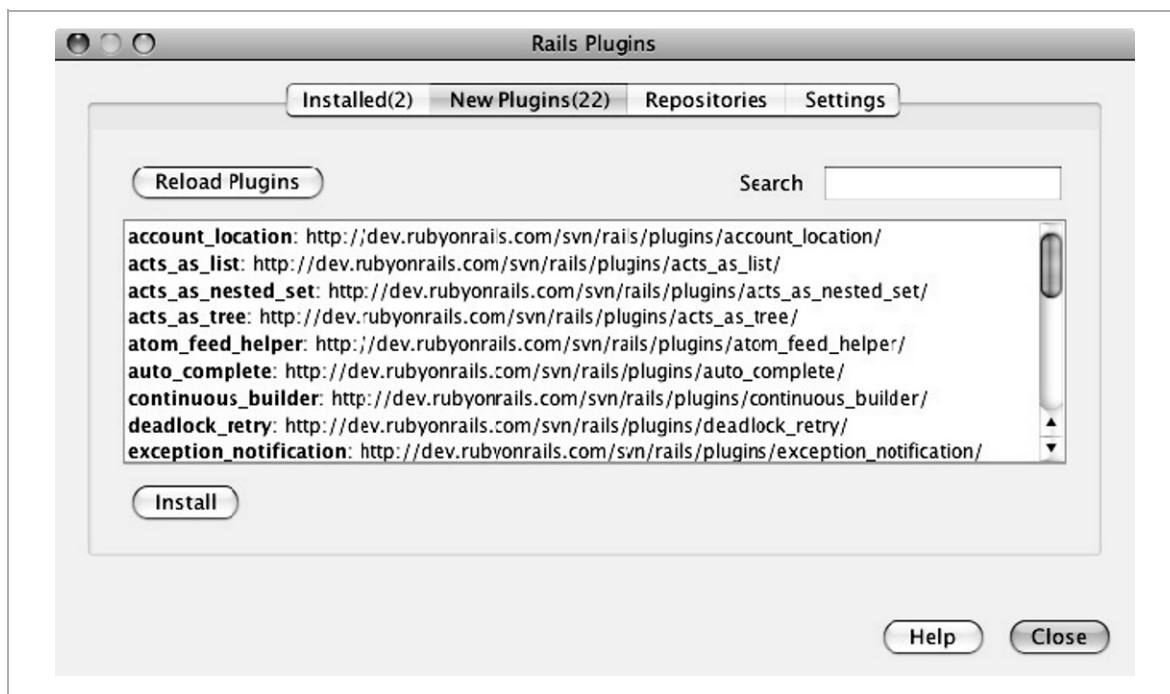 Rails Plugins
Installed(2) New Plugins(22) Repositories Settings
Reload Plugins Search
account_location: http://dev.rubyonrails.com/svn/rails/plugins/account_location/
acts_as_list: http://dev.rubyonrails.com/svn/rails/plugins/acts_as_list/
acts_as_nested_set: http://dev.rubyonrails.com/svn/rails/plugins/acts_as_nested_set/
acts_as_tree: http://dev.rubyonrails.com/svn/rails/plugins/acts_as_tree/
atom_feed_helper: http://dev.rubyonrails.com/svn/rails/plugins/atom_feed_helper/
auto_complete: http://dev.rubyonrails.com/svn/rails/plugins/auto_complete/
continuous_builder: http://dev.rubyonrails.com/svn/rails/plugins/continuous_builder/
deadlock_retry: http://dev.rubyonrails.com/svn/rails/plugins/deadlock_retry/
exception_notification: http://dev.rubyonrails.com/svn/rails/plugins/exception_notification/
Install
Help Close